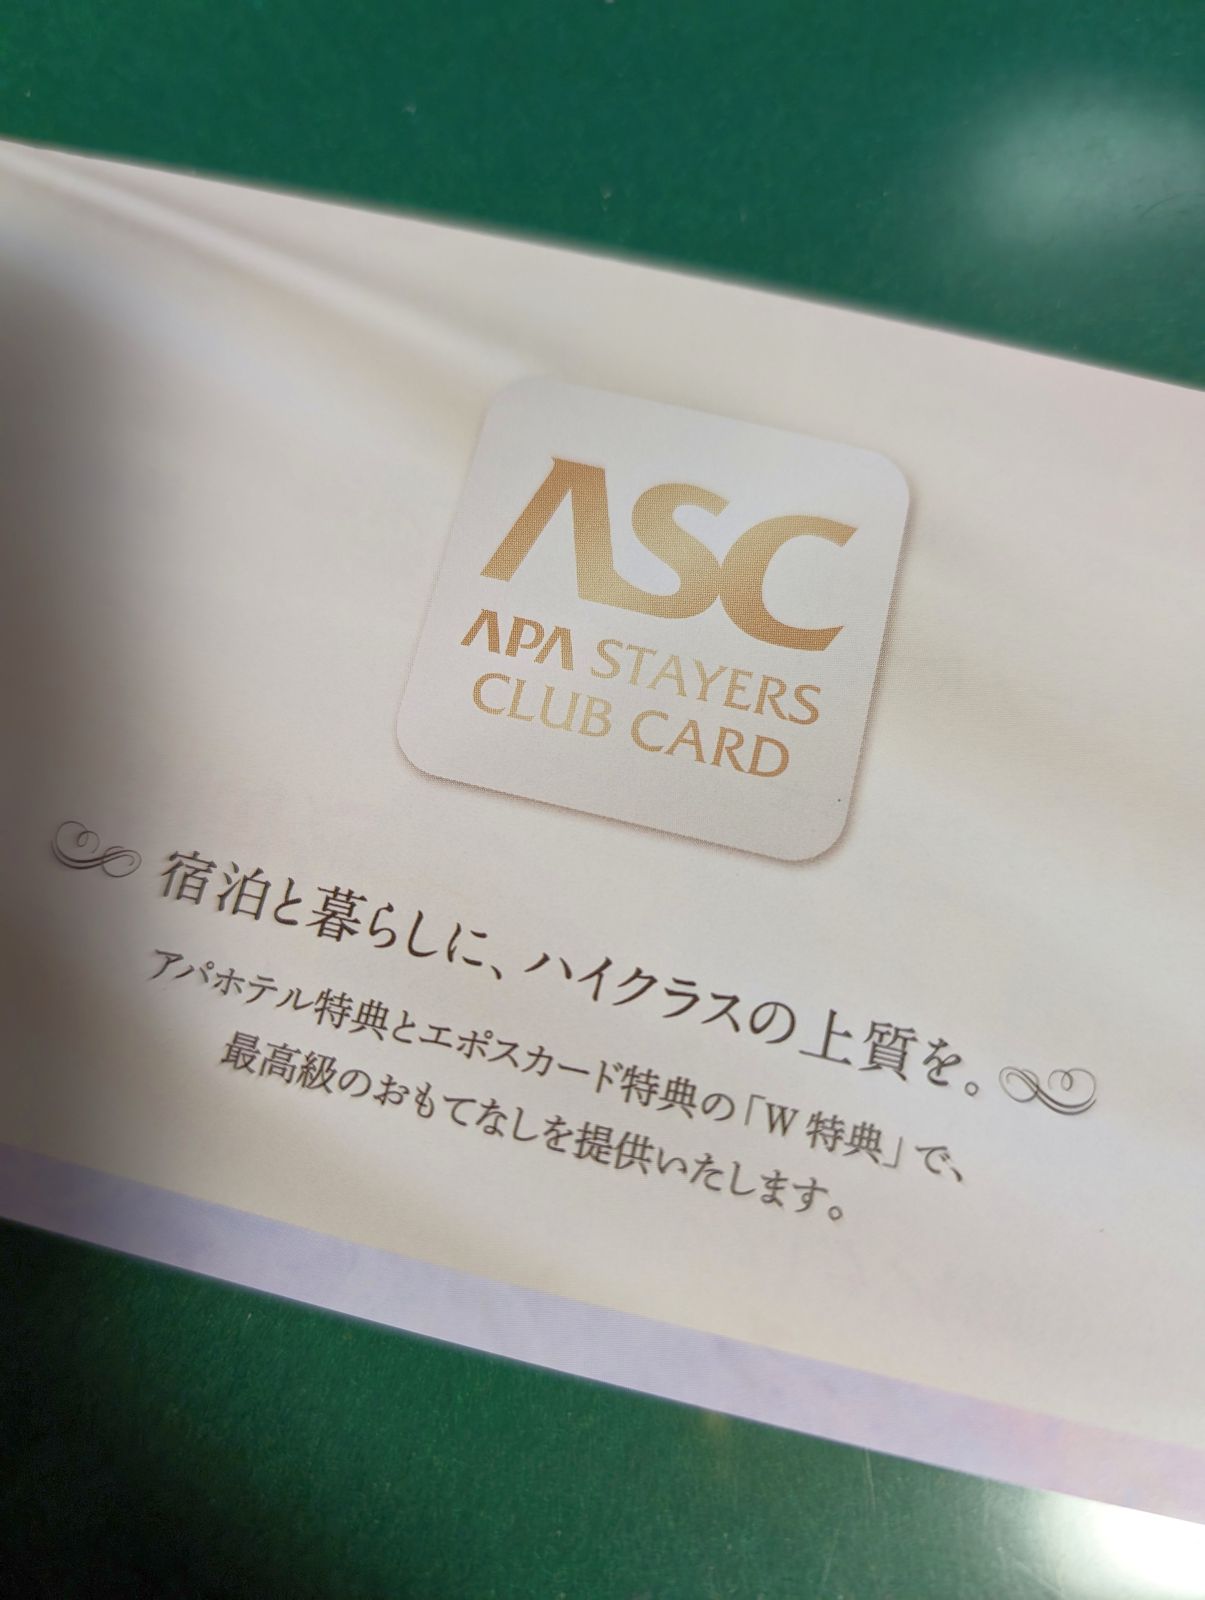 ASC
APA STAYERS
CLUB CARD
宿泊と暮らしに、ハイクラスの上質を。
アパホテル特典とエポスカード特典の「W特典」で、
最高級のおもてなしを提供いたします。